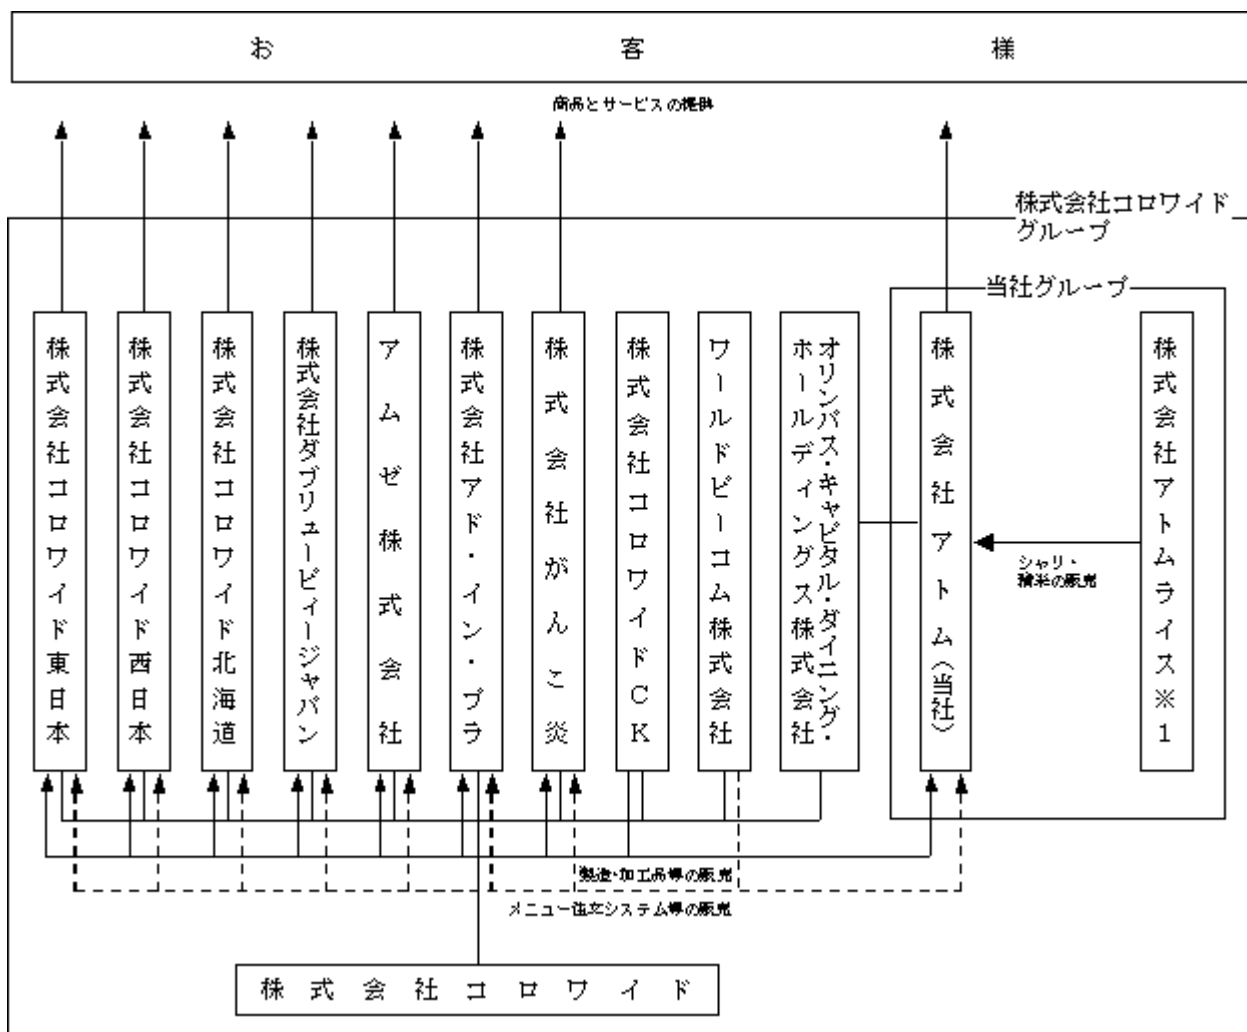 お客様
商品とサービスの提供
株式会社コロワイド
グループ
当社グループ
株式会社コロワイド東日本
株式会社コロワイド西日本
株式会社コロワイド北海道
株式会社ダブリューピィージャパン
アムゼ株式会社
株式会社アド・イン・プラ
株式会社がんこ炎
株式会社コロワイドCK
ワールドピーコム株式会社
オリンパス・キャピタル・ダイニング・
ホールディングス株式会社
株式会社アトム(当社)
株式会社アトムライス※1
シャリ・
精米の販売
製造・加工品等の販売
メニュー注文システム等の販売
株式会社コロワイド